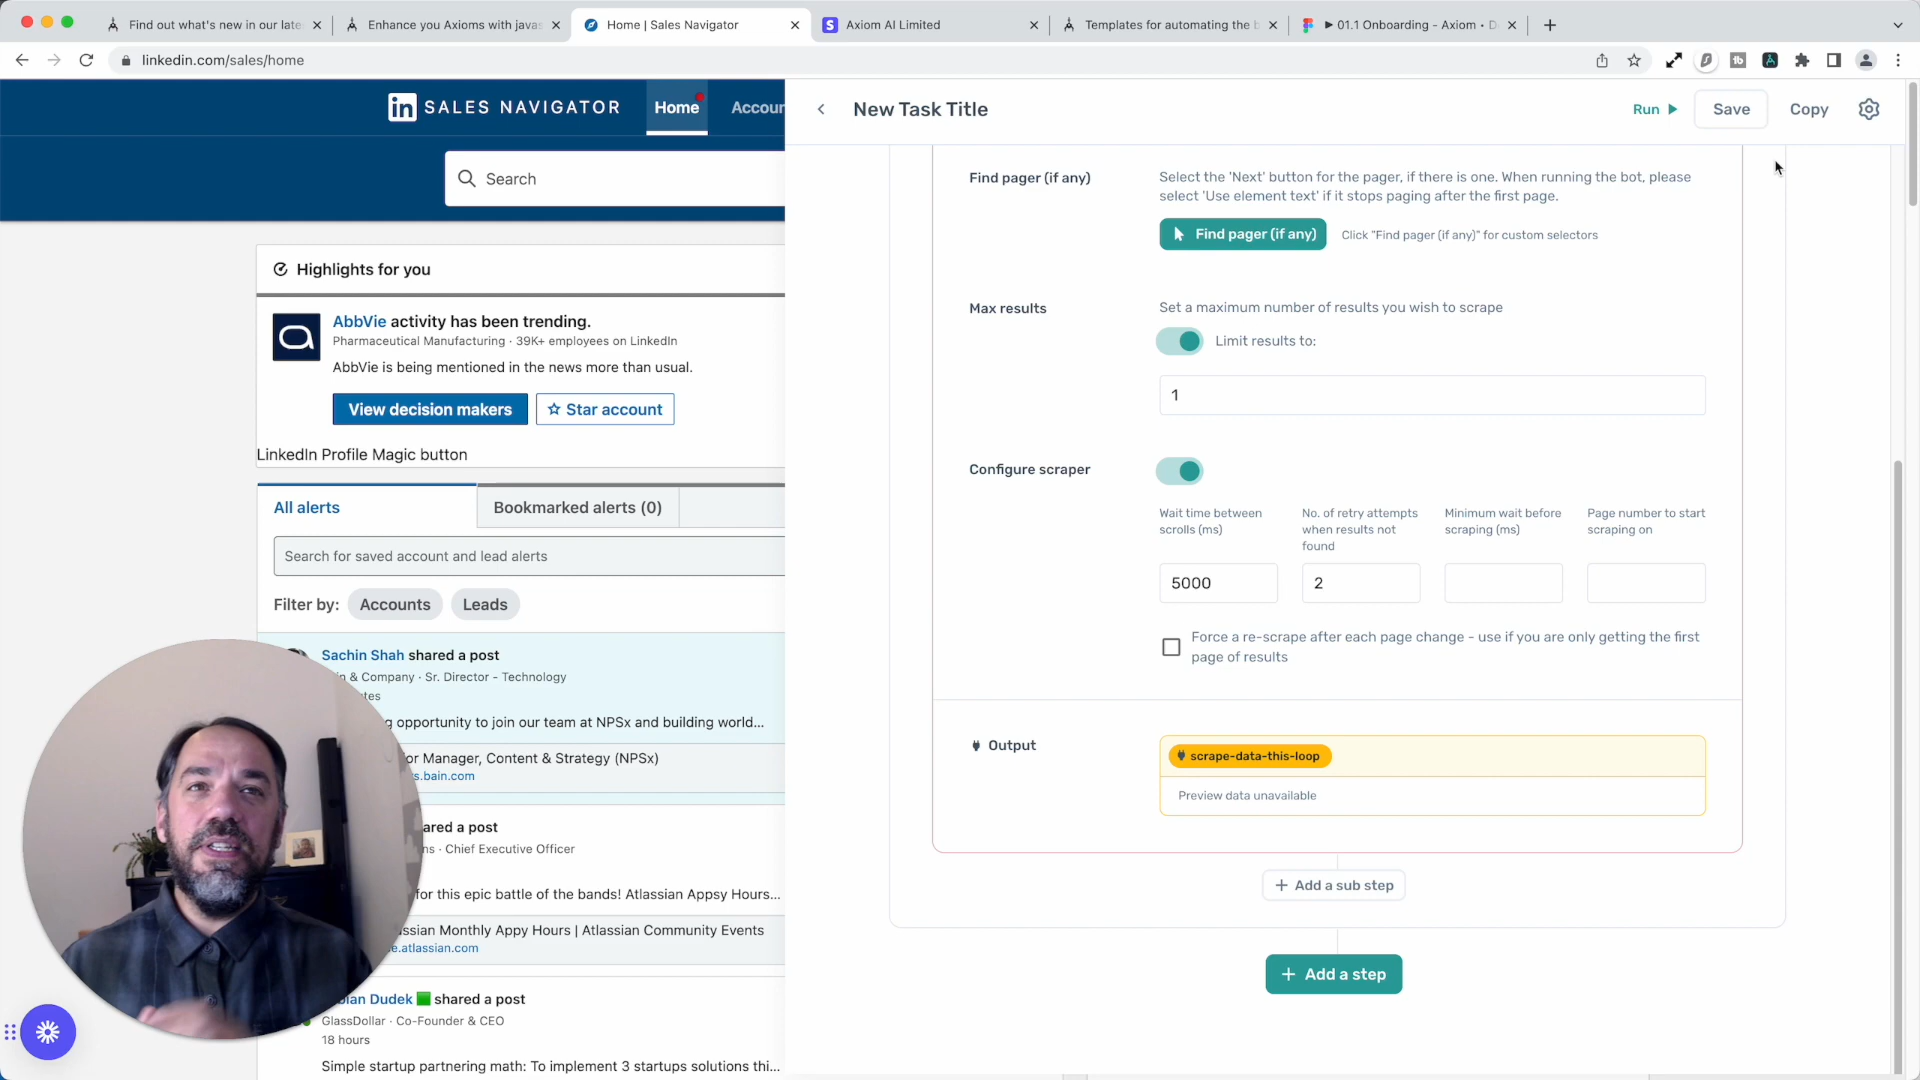 Find out what's new in our late
Enhance you Axioms with javas
Home | Sales Navigator
Axiom AI Limited
Templates for automating the b
01.1 Onboarding - Axiom • D
linkedin.com/sales/home
in SALES NAVIGATOR
Home
Accoun
Search
Highlights for you
AbbVie activity has been trending.
Pharmaceutical Manufacturing · 39K+ employees on LinkedIn
AbbVie is being mentioned in the news more than usual.
View decision makers
Star account
LinkedIn Profile Magic button
All alerts
Bookmarked alerts (0)
Search for saved account and lead alerts
Filter by:
Accounts
Leads
Sachin Shah shared a post
& Company · Sr. Director - Technology
g opportunity to join our team at NPSx and building world...
or Manager, Content & Strategy (NPSx)
s.bain.com
ared a post
ns · Chief Executive Officer
for this epic battle of the bands! Atlassian Appsy Hours...
assian Monthly Appy Hours | Atlassian Community Events
e.atlassian.com
ian Dudek shared a post
GlassDollar · Co-Founder & CEO
18 hours
Simple startup partnering math: To implement 3 startups solutions thi...
New Task Title
Run
Save
Copy
Find pager (if any)
Select the 'Next' button for the pager, if there is one. When running the bot, please
select 'Use element text' if it stops paging after the first page.
Find pager (if any)
Click "Find pager (if any)" for custom selectors
Max results
Set a maximum number of results you wish to scrape
Limit results to:
1
Configure scraper
Wait time between
scrolls (ms)
No. of retry attempts
when results not
found
Minimum wait before
scraping (ms)
Page number to start
scraping on
5000
2
Force a re-scrape after each page change - use if you are only getting the first
page of results
Output
scrape-data-this-loop
Preview data unavailable
+ Add a sub step
+ Add a step